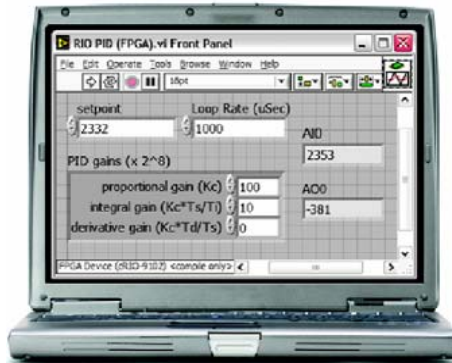 RIO PID (FPGA).vi Front Panel
File Edit Operate Tools Browse Window Help
18pt
setpoint
Loop Rate (uSec)
2332
1000
AI0
2353
PID gains (x 2^8)
proportional gain (Kc) 100
integral gain (Kc*Ts/Ti) 10
derivative gain (Kc*Td/Ts) 0
AO0
-381
FPGA Device (cRIO-9102) <compile only>